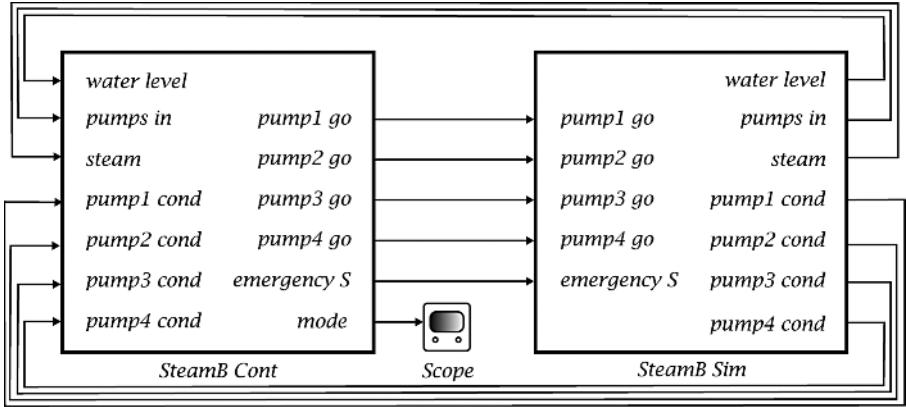 water level
pumps in
steam
pump1 cond
pump2 cond
pump3 cond
pump4 cond
pump1 go
pump2 go
pump3 go
pump4 go
emergency S
mode
SteamB Cont
Scope
pump1 go
pump2 go
pump3 go
pump4 go
emergency S
water level
pumps in
steam
pump1 cond
pump2 cond
pump3 cond
pump4 cond
SteamB Sim